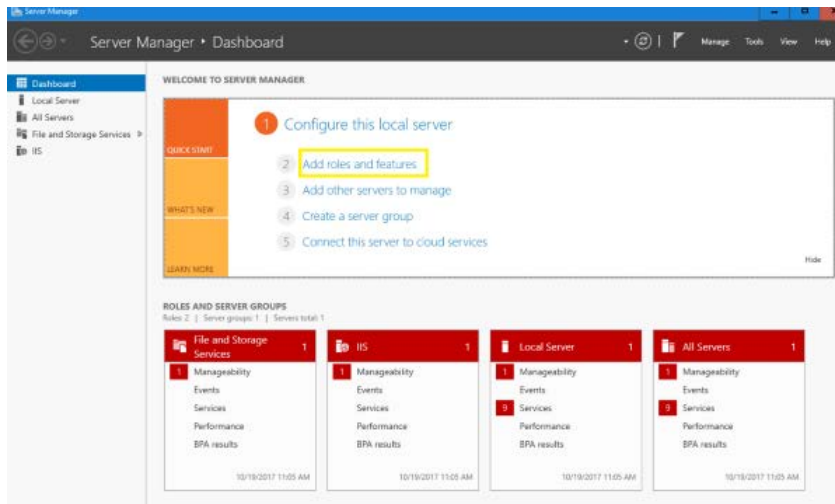 Server Manager
Server Manager • Dashboard
Manage Tools View Help
Dashboard
Local Server
All Servers
File and Storage Services
IIS
WELCOME TO SERVER MANAGER
QUICK START
WHAT'S NEW
LEARN MORE
1 Configure this local server
2 Add roles and features
3 Add other servers to manage
4 Create a server group
5 Connect this server to cloud services
Hide
ROLES AND SERVER GROUPS
Roles: 2 | Server groups: 1 | Servers total: 1
File and Storage Services 1
1 Manageability
Events
Services
Performance
BPA results
10/19/2017 11:05 AM
IIS 1
1 Manageability
Events
Services
Performance
BPA results
10/19/2017 11:05 AM
Local Server 1
1 Manageability
Events
9 Services
Performance
BPA results
10/19/2017 11:05 AM
All Servers 1
1 Manageability
Events
9 Services
Performance
BPA results
10/19/2017 11:05 AM